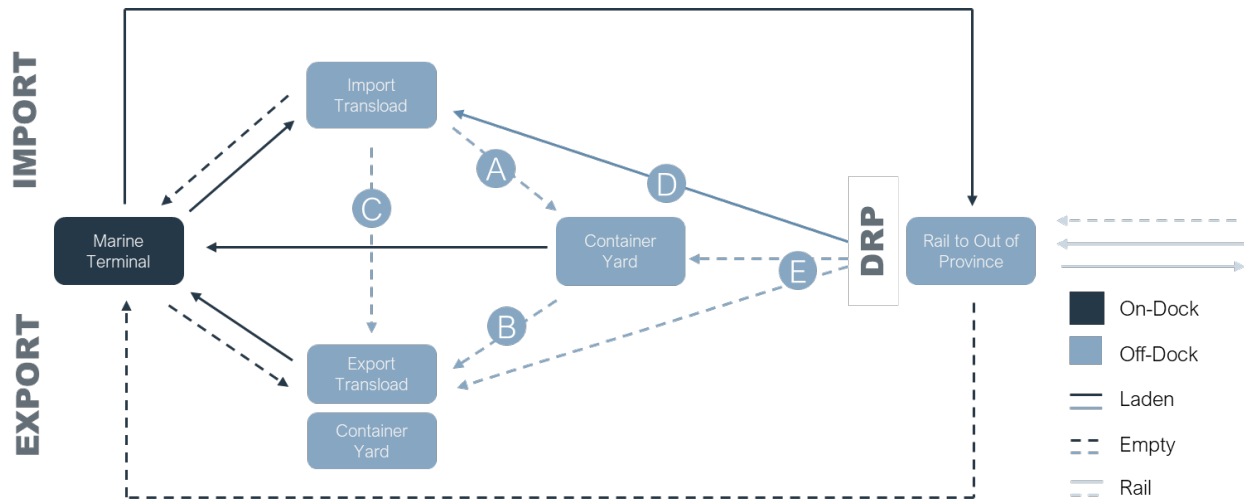 IMPORT
Import
Transload
A
C
D
Marine
Terminal
Container
Yard
DRP
Rail to Out of
Province
E
B
EXPORT
Export
Transload
Container
Yard
On-Dock
Off-Dock
Laden
Empty
Rail